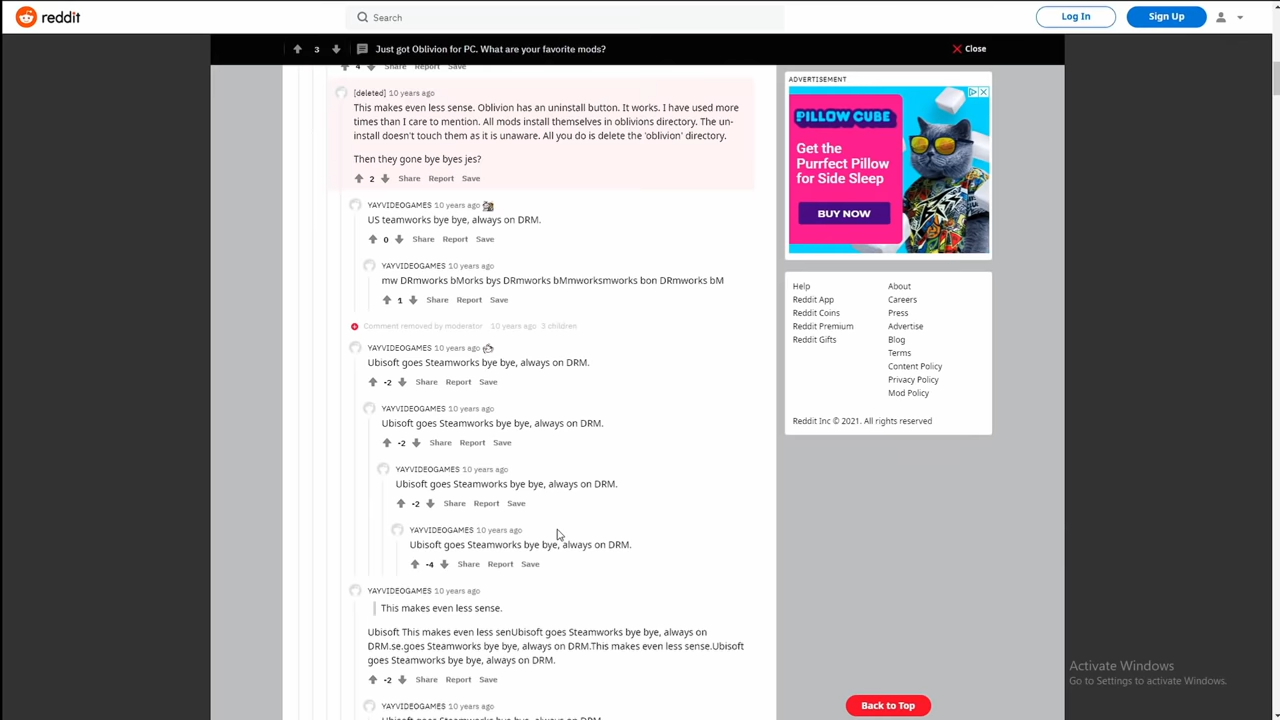 reddit
Search
Log In
Sign Up
3
Just got Oblivion for PC. What are your favorite mods?
Close
4 Share Report Save
[deleted] 10 years ago
This makes even less sense. Oblivion has an uninstall button. It works. I have used more
times than I care to mention. All mods install themselves in oblivions directory. The un-
install doesn't touch them as it is unaware. All you do is delete the 'oblivion' directory.
Then they gone bye byes jes?
2 Share Report Save
YAYVIDEOGAMES 10 years ago
US teamworks bye bye, always on DRM.
0 Share Report Save
YAYVIDEOGAMES 10 years ago
mw DRmworks bMorks bys DRmworks bMmworksmworks bon DRmworks bM
1 Share Report Save
Comment removed by moderator 10 years ago 3 children
YAYVIDEOGAMES 10 years ago
Ubisoft goes Steamworks bye bye, always on DRM.
-2 Share Report Save
YAYVIDEOGAMES 10 years ago
Ubisoft goes Steamworks bye bye, always on DRM.
-2 Share Report Save
YAYVIDEOGAMES 10 years ago
Ubisoft goes Steamworks bye bye, always on DRM.
-2 Share Report Save
YAYVIDEOGAMES 10 years ago
Ubisoft goes Steamworks bye bye, always on DRM.
-4 Share Report Save
YAYVIDEOGAMES 10 years ago
This makes even less sense.
Ubisoft This makes even less senUbisoft goes Steamworks bye bye, always on
DRM.se.goes Steamworks bye bye, always on DRM.This makes even less sense.Ubisoft
goes Steamworks bye bye, always on DRM.
-2 Share Report Save
YAYVIDEOGAMES 10 years ago
Ubisoft goes Steamworks bye bye, always on DRM.
ADVERTISEMENT
PILLOW CUBE
Get the
Purrfect Pillow
for Side Sleep
BUY NOW
Help
Reddit App
Reddit Coins
Reddit Premium
Reddit Gifts
About
Careers
Press
Advertise
Blog
Terms
Content Policy
Privacy Policy
Mod Policy
Reddit Inc © 2021. All rights reserved
Back to Top
Activate Windows
Go to Settings to activate Windows.